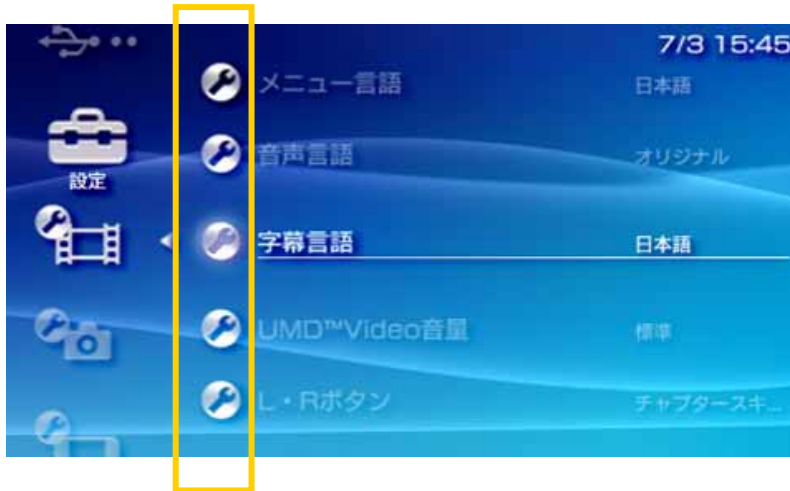 7/3 15:45
メニュー言語 日本語
音声言語 オリジナル
設定
字幕言語 日本語
UMD™Video音量 標準
L・Rボタン チャプタースキ...